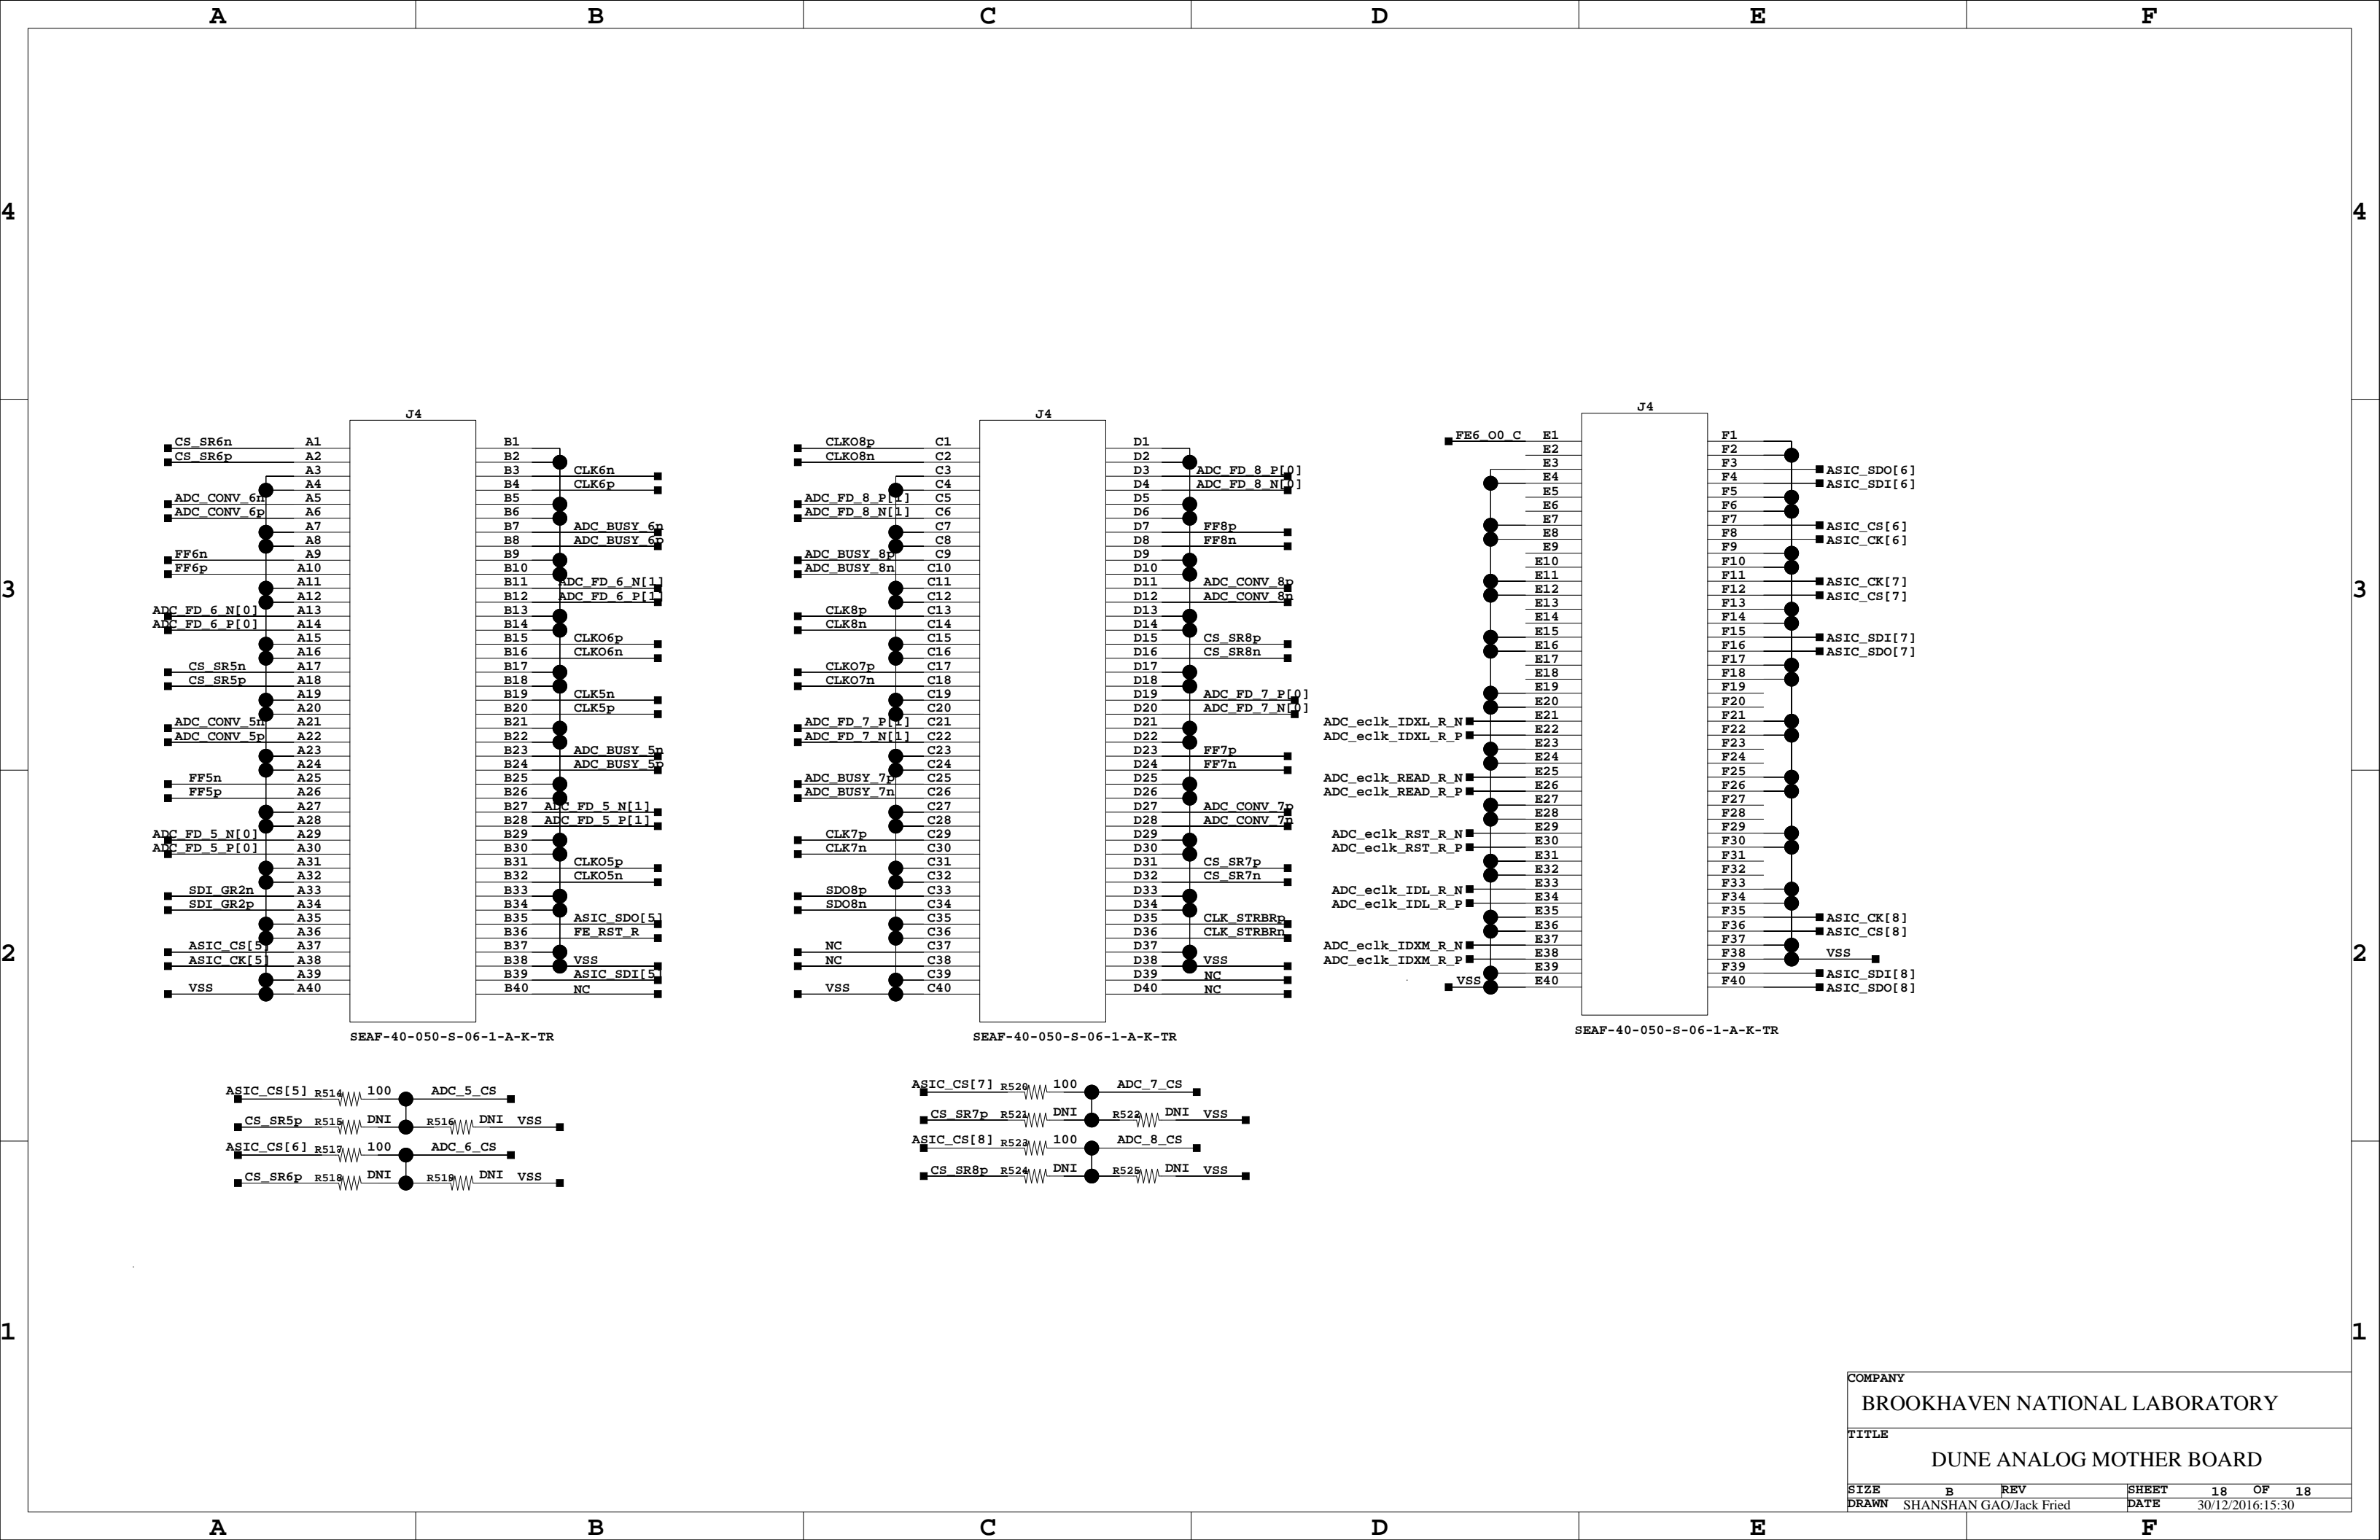 A B C D E F
4 4
3 3
2 2
1 1
J4
CS_SR6n A1 B1
CS_SR6p A2 B2
A3 B3 CLK6n
A4 B4 CLK6p
ADC_CONV_6n A5 B5
ADC_CONV_6p A6 B6
A7 B7 ADC_BUSY_6n
A8 B8 ADC_BUSY_6p
FF6n A9 B9
FF6p A10 B10
A11 B11 ADC_FD_6_N[1]
A12 B12 ADC_FD_6_P[1]
ADC_FD_6_N[0] A13 B13
ADC_FD_6_P[0] A14 B14
A15 B15 CLKO6p
A16 B16 CLKO6n
CS_SR5n A17 B17
CS_SR5p A18 B18
A19 B19 CLK5n
A20 B20 CLK5p
ADC_CONV_5n A21 B21
ADC_CONV_5p A22 B22
A23 B23 ADC_BUSY_5n
A24 B24 ADC_BUSY_5p
FF5n A25 B25
FF5p A26 B26
A27 B27 ADC_FD_5_N[1]
A28 B28 ADC_FD_5_P[1]
ADC_FD_5_N[0] A29 B29
ADC_FD_5_P[0] A30 B30
A31 B31 CLKO5p
A32 B32 CLKO5n
SDI_GR2n A33 B33
SDI_GR2p A34 B34
A35 B35 ASIC_SDO[5]
A36 B36 FE_RST_R
ASIC_CS[5] A37 B37
ASIC_CK[5] A38 B38 VSS
A39 B39 ASIC_SDI[5]
VSS A40 B40 NC
SEAF-40-050-S-06-1-A-K-TR
J4
CLKO8p C1 D1
CLKO8n C2 D2
C3 D3 ADC_FD_8_P[0]
C4 D4 ADC_FD_8_N[0]
ADC_FD_8_P[1] C5 D5
ADC_FD_8_N[1] C6 D6
C7 D7 FF8p
C8 D8 FF8n
ADC_BUSY_8p C9 D9
ADC_BUSY_8n C10 D10
C11 D11 ADC_CONV_8p
C12 D12 ADC_CONV_8n
CLK8p C13 D13
CLK8n C14 D14
C15 D15 CS_SR8p
C16 D16 CS_SR8n
CLKO7p C17 D17
CLKO7n C18 D18
C19 D19 ADC_FD_7_P[0]
C20 D20 ADC_FD_7_N[0]
ADC_FD_7_P[1] C21 D21
ADC_FD_7_N[1] C22 D22
C23 D23 FF7p
C24 D24 FF7n
ADC_BUSY_7p C25 D25
ADC_BUSY_7n C26 D26
C27 D27 ADC_CONV_7p
C28 D28 ADC_CONV_7n
CLK7p C29 D29
CLK7n C30 D30
C31 D31 CS_SR7p
C32 D32 CS_SR7n
SDO8p C33 D33
SDO8n C34 D34
C35 D35 CLK_STRBRp
C36 D36 CLK_STRBRn
NC C37 D37
NC C38 D38 VSS
C39 D39 NC
VSS C40 D40 NC
SEAF-40-050-S-06-1-A-K-TR
J4
FE6_O0_C E1 F1
E2 F2
E3 F3 ASIC_SDO[6]
E4 F4 ASIC_SDI[6]
E5 F5
E6 F6
E7 F7 ASIC_CS[6]
E8 F8 ASIC_CK[6]
E9 F9
E10 F10
E11 F11 ASIC_CK[7]
E12 F12 ASIC_CS[7]
E13 F13
E14 F14
E15 F15 ASIC_SDI[7]
E16 F16 ASIC_SDO[7]
E17 F17
E18 F18
E19 F19
E20 F20
ADC_eclk_IDXL_R_N E21 F21
ADC_eclk_IDXL_R_P E22 F22
E23 F23
E24 F24
ADC_eclk_READ_R_N E25 F25
ADC_eclk_READ_R_P E26 F26
E27 F27
E28 F28
ADC_eclk_RST_R_N E29 F29
ADC_eclk_RST_R_P E30 F30
E31 F31
E32 F32
ADC_eclk_IDL_R_N E33 F33
ADC_eclk_IDL_R_P E34 F34
E35 F35 ASIC_CK[8]
E36 F36 ASIC_CS[8]
ADC_eclk_IDXM_R_N E37 F37
ADC_eclk_IDXM_R_P E38 F38 VSS
E39 F39 ASIC_SDI[8]
VSS E40 F40 ASIC_SDO[8]
SEAF-40-050-S-06-1-A-K-TR
ASIC_CS[5] R514 100 ADC_5_CS
CS_SR5p R515 DNI R516 DNI VSS
ASIC_CS[6] R517 100 ADC_6_CS
CS_SR6p R518 DNI R519 DNI VSS
ASIC_CS[7] R520 100 ADC_7_CS
CS_SR7p R521 DNI R522 DNI VSS
ASIC_CS[8] R523 100 ADC_8_CS
CS_SR8p R524 DNI R525 DNI VSS
COMPANY
BROOKHAVEN NATIONAL LABORATORY
TITLE
DUNE ANALOG MOTHER BOARD
SIZE B REV SHEET 18 OF 18
DRAWN SHANSHAN GAO/Jack Fried DATE 30/12/2016:15:30
A B C D E F